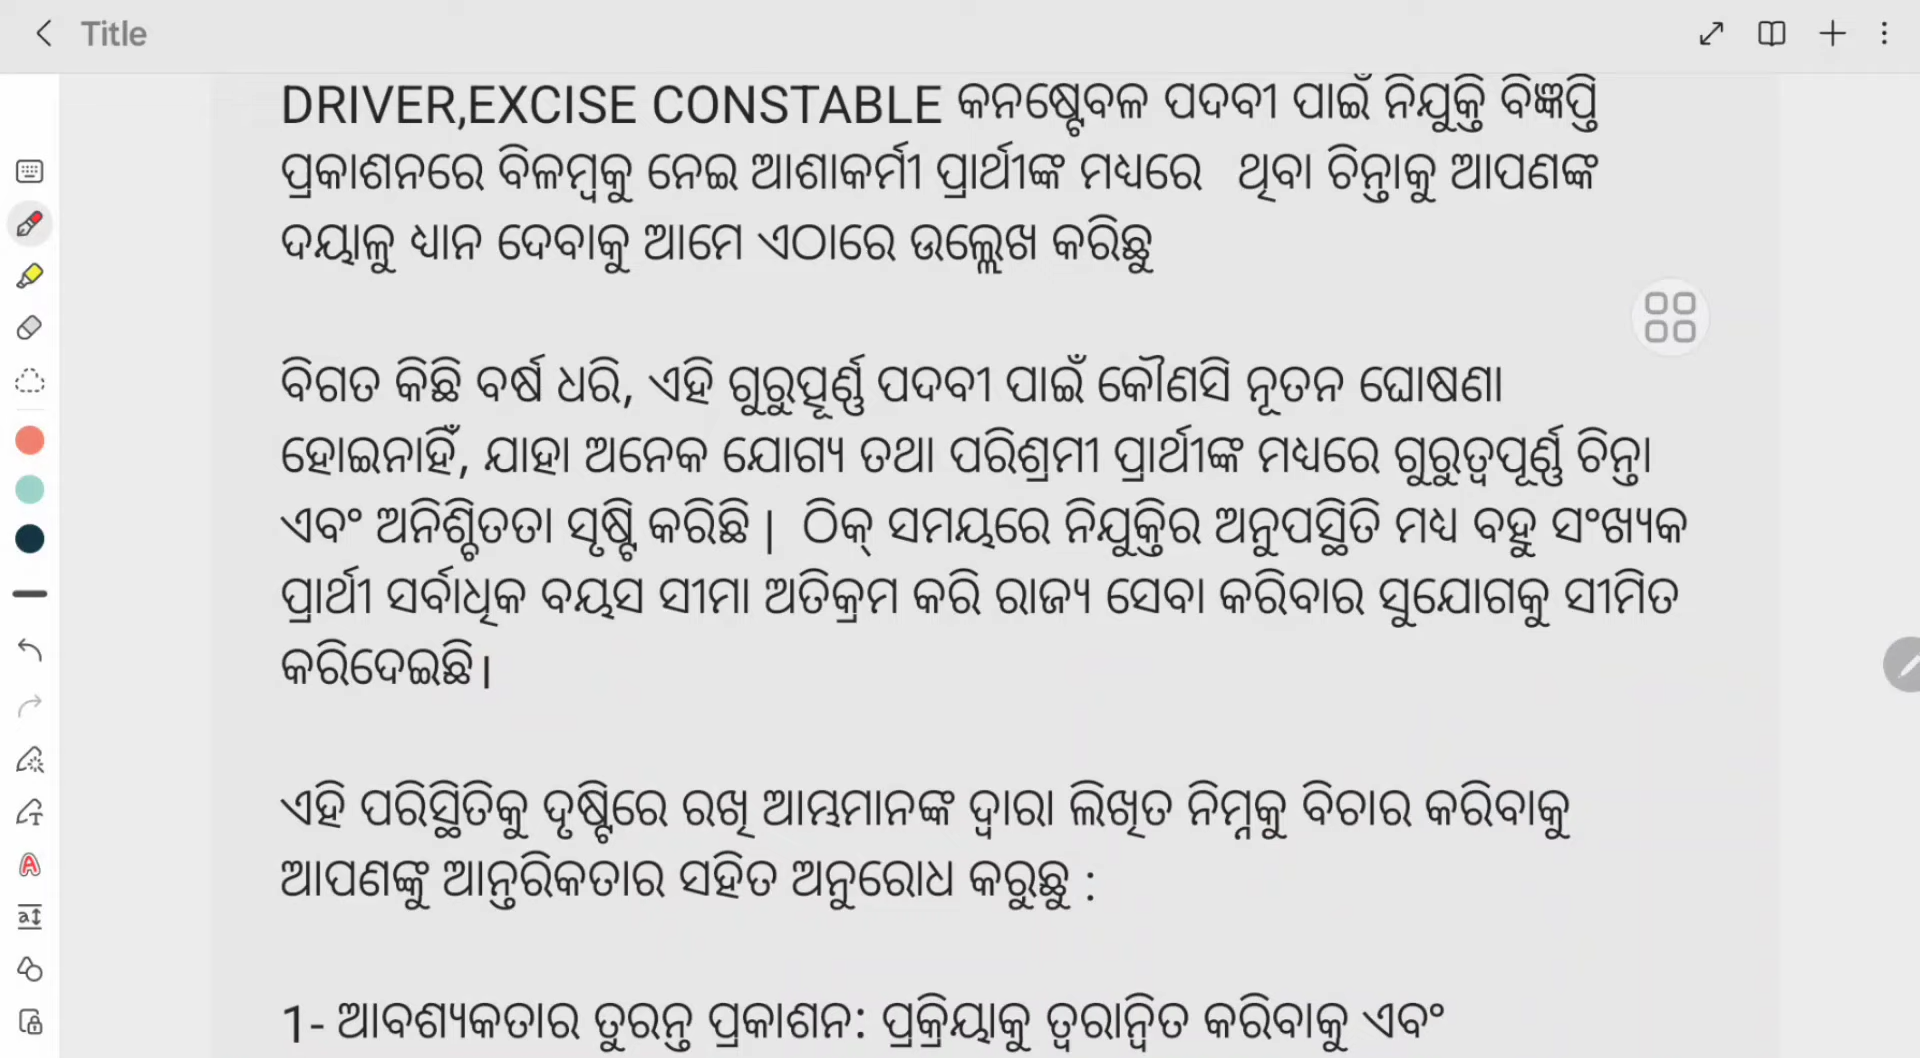 Title
DRIVER,EXCISE CONSTABLE କନଷ୍ଟେବଳ ପଦବୀ ପାଇଁ ନିଯୁକ୍ତି ବିଜ୍ଞପ୍ତି
ପ୍ରକାଶନରେ ବିଳମ୍ବକୁ ନେଇ ଆଶାକର୍ମୀ ପ୍ରାର୍ଥୀଙ୍କ ମଧ୍ୟରେ ଥିବା ଚିନ୍ତାକୁ ଆପଣଙ୍କ
ଦୟାଳୁ ଧ୍ୟାନ ଦେବାକୁ ଆମେ ଏଠାରେ ଉଲ୍ଲେଖ କରିଛୁ
ବିଗତ କିଛି ବର୍ଷ ଧରି, ଏହି ଗୁରୁତ୍ପୂର୍ଣ୍ଣ ପଦବୀ ପାଇଁ କୌଣସି ନୂତନ ଘୋଷଣା
ହୋଇନାହିଁ, ଯାହା ଅନେକ ଯୋଗ୍ୟ ତଥା ପରିଶ୍ରମୀ ପ୍ରାର୍ଥୀଙ୍କ ମଧ୍ୟରେ ଗୁରୁତ୍ୱପୂର୍ଣ୍ଣ ଚିନ୍ତା
ଏବଂ ଅନିଶ୍ଚିତତା ସୃଷ୍ଟି କରିଛି | ଠିକ୍ ସମୟରେ ନିଯୁକ୍ତିର ଅନୁପସ୍ଥିତି ମଧ୍ୟ ବହୁ ସଂଖ୍ୟକ
ପ୍ରାର୍ଥୀ ସର୍ବାଧିକ ବୟସ ସୀମା ଅତିକ୍ରମ କରି ରାଜ୍ୟ ସେବା କରିବାର ସୁଯୋଗକୁ ସୀମିତ
କରିଦେଇଛି।
ଏହି ପରିସ୍ଥିତିକୁ ଦୃଷ୍ଟିରେ ରଖି ଆମ୍ଭମାନଙ୍କ ଦ୍ୱାରା ଲିଖିତ ନିମ୍ନକୁ ବିଚାର କରିବାକୁ
ଆପଣଙ୍କୁ ଆନ୍ତରିକତାର ସହିତ ଅନୁରୋଧ କରୁଛୁ :
1- ଆବଶ୍ୟକତାର ତୁରନ୍ତ ପ୍ରକାଶନ: ପ୍ରକ୍ରିୟାକୁ ତ୍ୱରାନ୍ୱିତ କରିବାକୁ ଏବଂ